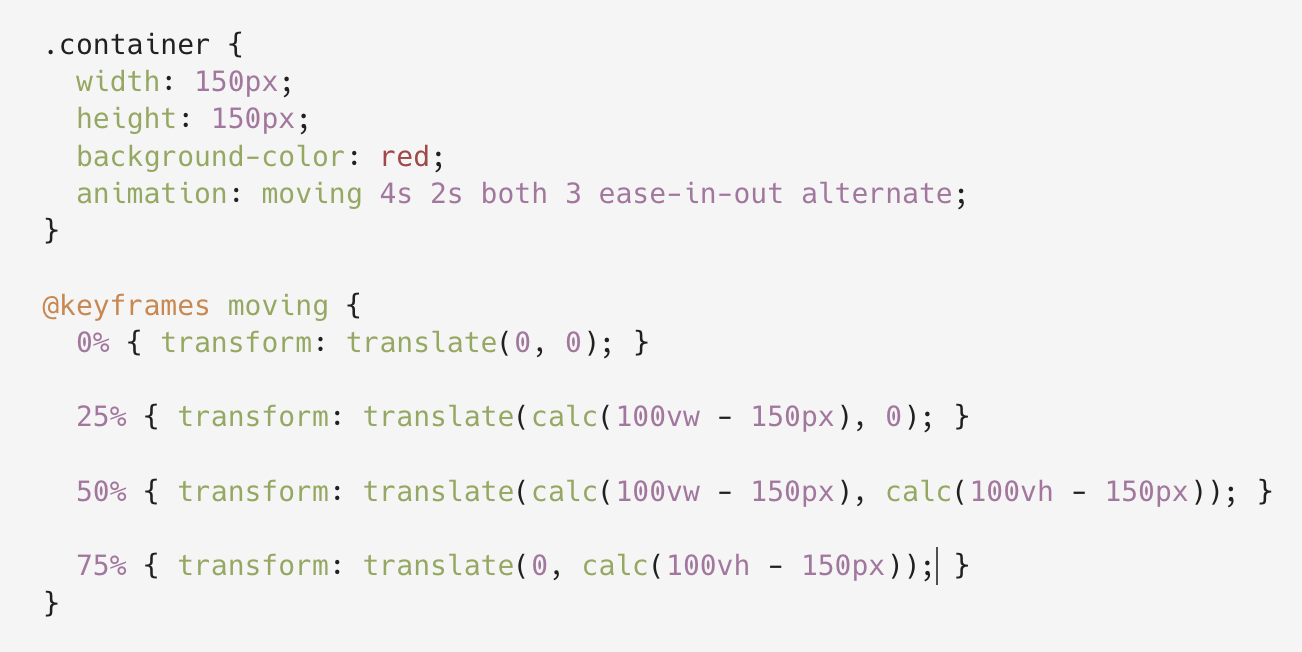 .container {
  width: 150px;
  height: 150px;
  background-color: red;
  animation: moving 4s 2s both 3 ease-in-out alternate;
}
@keyframes moving {
  0% { transform: translate(0, 0); }
  25% { transform: translate(calc(100vw - 150px), 0); }
  50% { transform: translate(calc(100vw - 150px), calc(100vh - 150px)); }
  75% { transform: translate(0, calc(100vh - 150px)); }
}